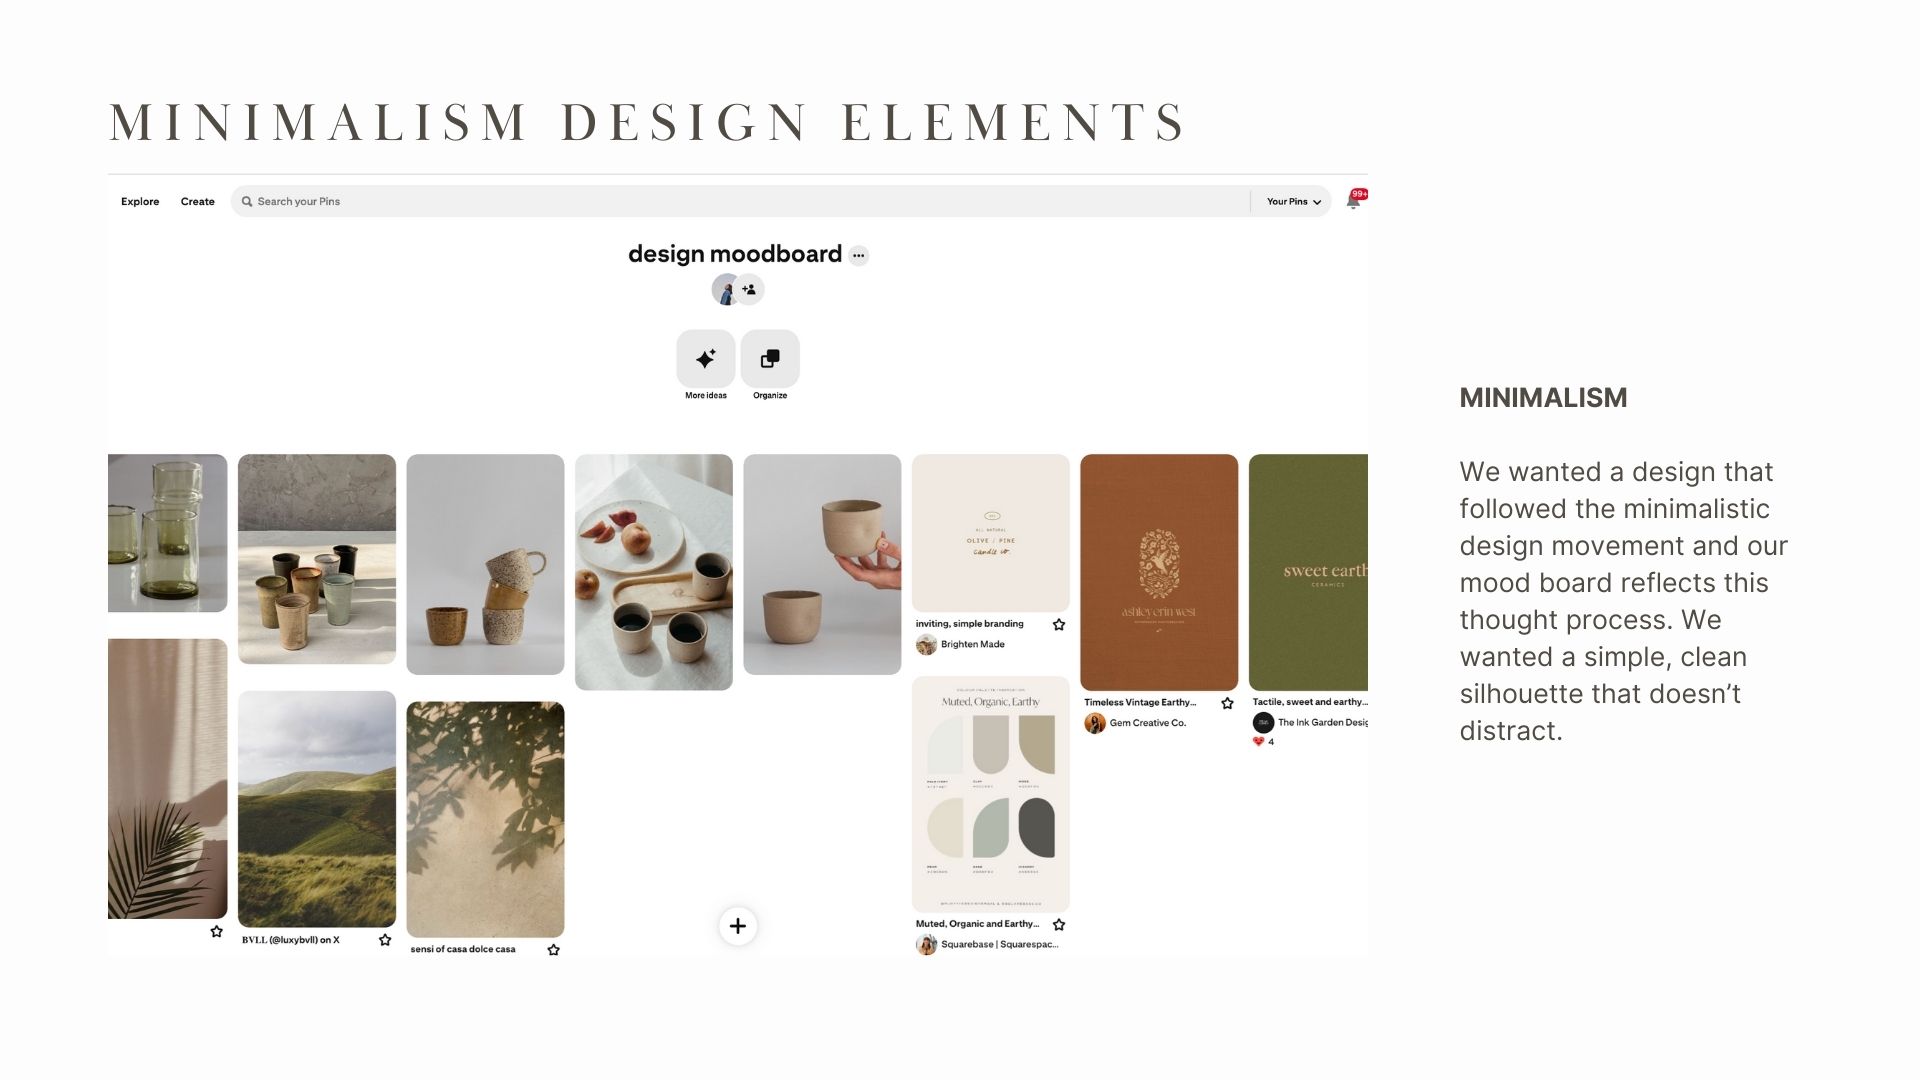 MINIMALISM DESIGN ELEMENTS
Explore
Create
Search your Pins
Your Pins
99+
design moodboard
More ideas
Organize
ALL NATURAL
OLIVE / PINE
candle co.
inviting, simple branding
Brighten Made
ashley erin west
Timeless Vintage Earthy...
Gem Creative Co.
sweet earth
CERAMICS
Tactile, sweet and earthy...
The Ink Garden Desig
4
Muted, Organic, Earthy
Muted, Organic and Earthy...
Squarebase | Squarespac...
BVLL (@luxybvll) on X
sensi of casa dolce casa
MINIMALISM
We wanted a design that
followed the minimalistic
design movement and our
mood board reflects this
thought process. We
wanted a simple, clean
silhouette that doesn’t
distract.